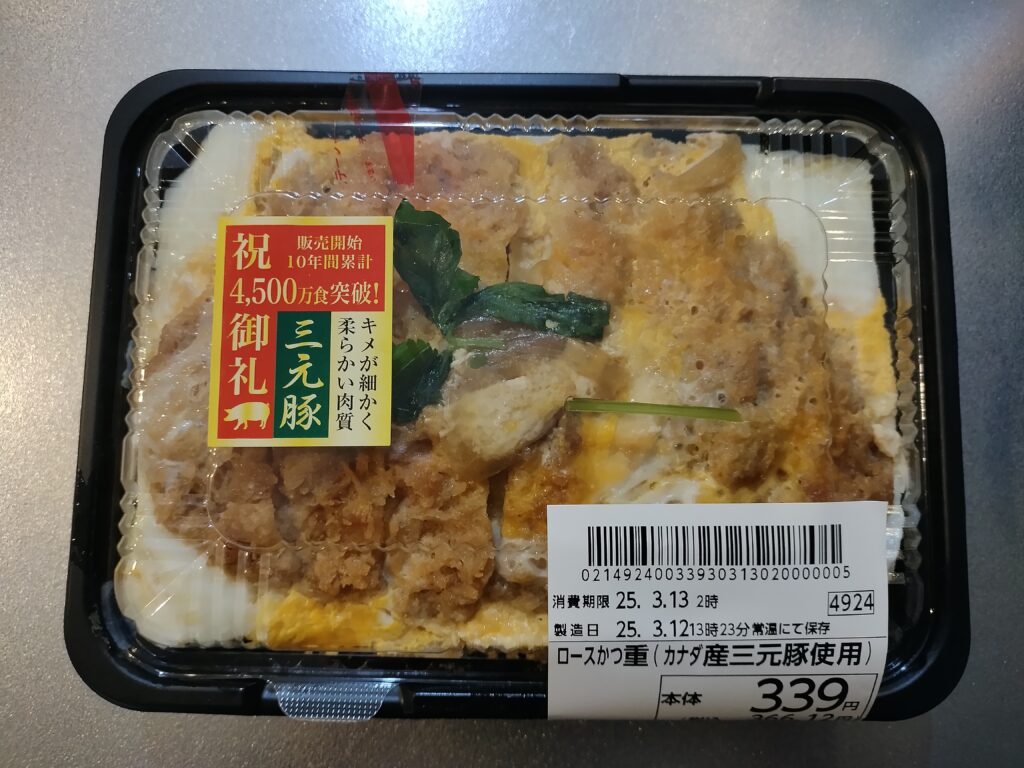 祝 販売開始
10年間累計
4,500万食突破!
御礼
三元豚
キメが細かく
柔らかい肉質
0214924003393031302000005
消費期限 25. 3.13 2時
4924
製造日 25. 3.12 13時23分 常温にて保存
ロースかつ重(カナダ産三元豚使用)
本体 339円